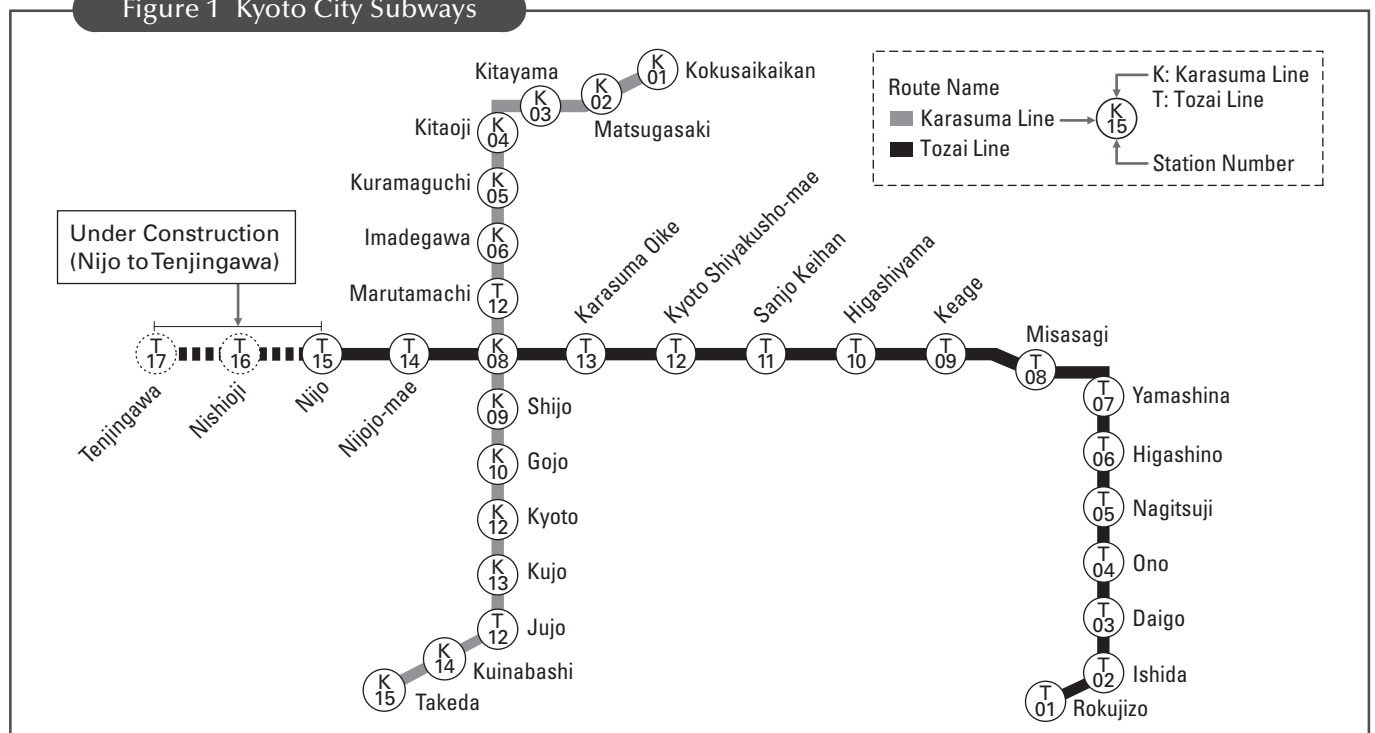 Figure 1 Kyoto City Subways
K
01
Kokusaikaikan
Kitayama
K
02
K
03
Matsugasaki
Kitaoji
K
04
Kuramaguchi
K
05
Imadegawa
K
06
Marutamachi
T
12
Route Name
Karasuma Line
Tozai Line
K
15
K: Karasuma Line
T: Tozai Line
Station Number
Under Construction
(Nijo to Tenjingawa)
T
17
T
16
T
15
T
14
K
08
T
13
T
12
T
11
T
10
T
09
T
08
Tenjingawa
Nishioji
Nijo
Nijojo-mae
Karasuma Oike
Kyoto Shiyakusho-mae
Sanjo Keihan
Higashiyama
Keage
Misasagi
K
09
Shijo
K
10
Gojo
K
12
Kyoto
K
13
Kujo
T
12
Jujo
K
14
Kuinabashi
K
15
Takeda
T
07
Yamashina
T
06
Higashino
T
05
Nagitsuji
T
04
Ono
T
03
Daigo
T
02
Ishida
T
01
Rokujizo